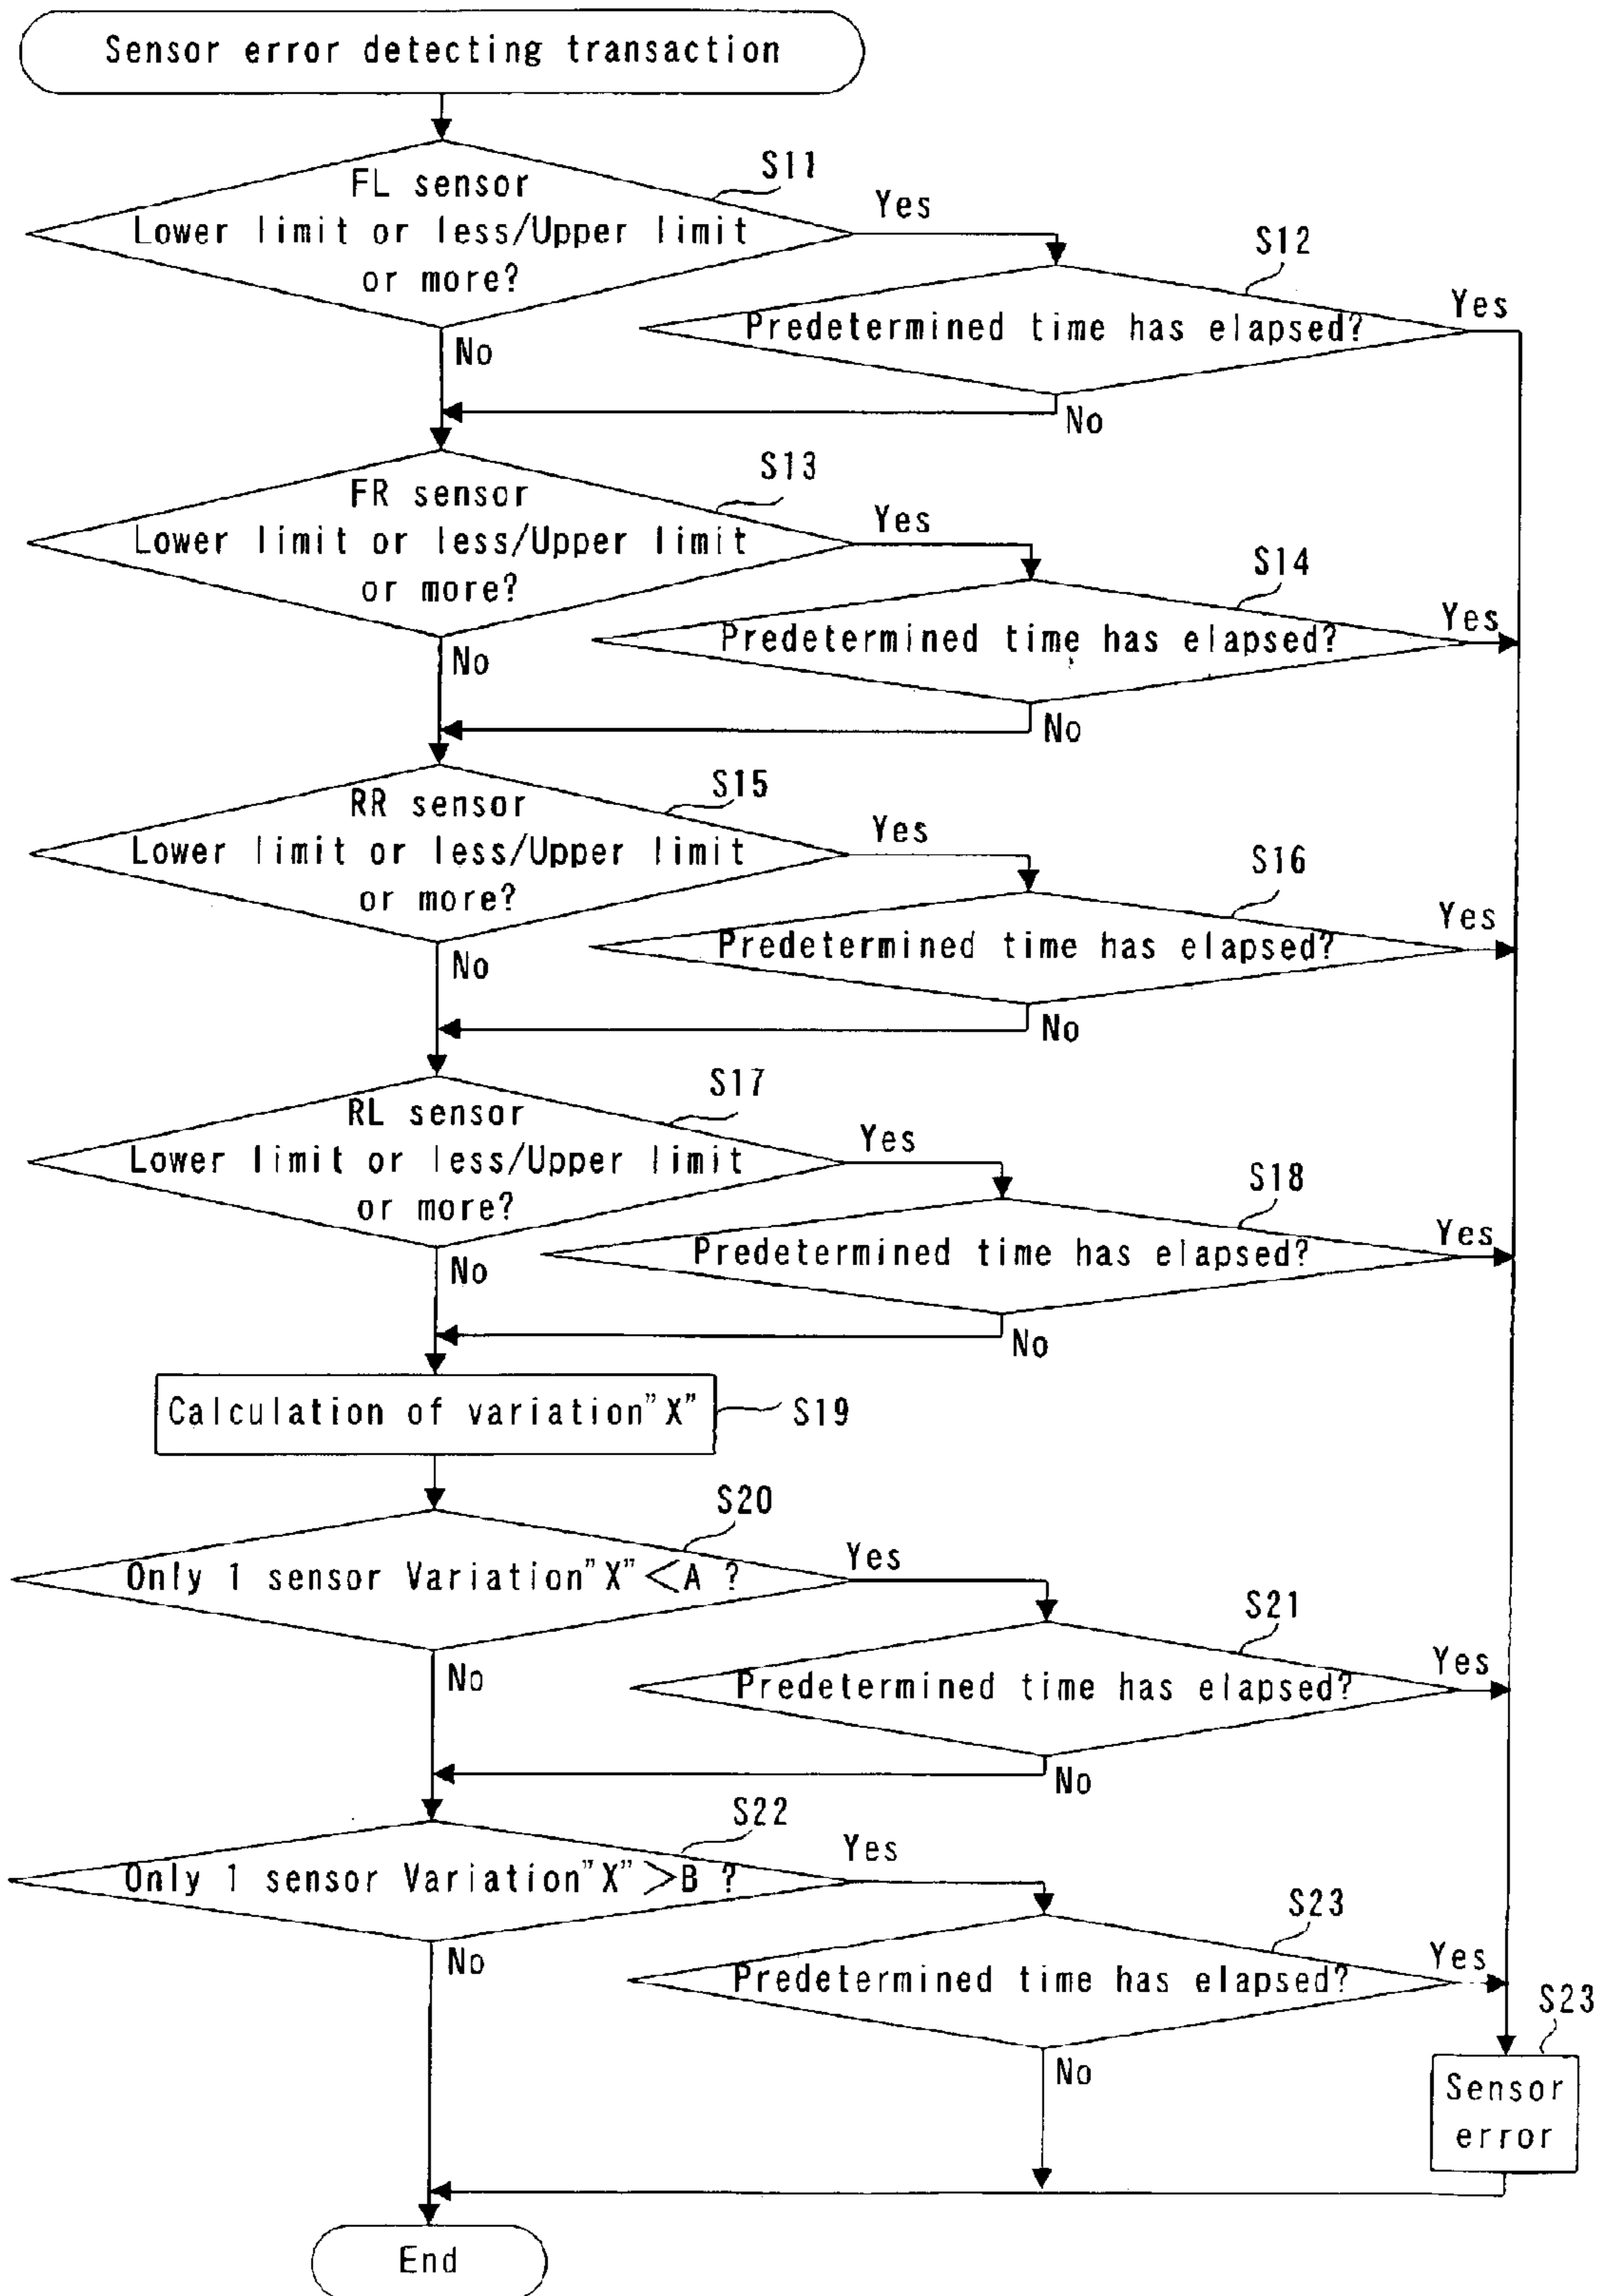 Sensor error detecting transaction
S11
FL sensor
Lower limit or less/Upper limit
or more?
Yes
No
S12
Predetermined time has elapsed?
Yes
No
S13
FR sensor
Lower limit or less/Upper limit
or more?
Yes
No
S14
Predetermined time has elapsed?
Yes
No
S15
RR sensor
Lower limit or less/Upper limit
or more?
Yes
No
S16
Predetermined time has elapsed?
Yes
No
S17
RL sensor
Lower limit or less/Upper limit
or more?
Yes
No
S18
Predetermined time has elapsed?
Yes
No
Calculation of variation"X"
S19
S20
Only 1 sensor Variation"X"<A ?
Yes
No
S21
Predetermined time has elapsed?
Yes
No
S22
Only 1 sensor Variation"X">B ?
Yes
No
S23
Predetermined time has elapsed?
Yes
No
S23
Sensor
error
End